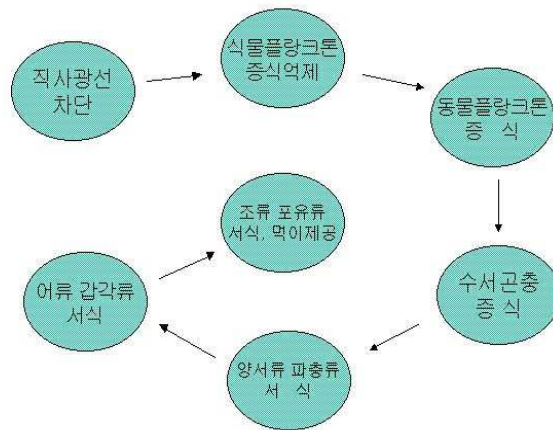 직사광선
차단
식물플랑크톤
증식억제
동물플랑크톤
증 식
수서곤충
증 식
양서류 파충류
서 식
어류 갑각류
서식
조류 포유류
서식, 먹이제공